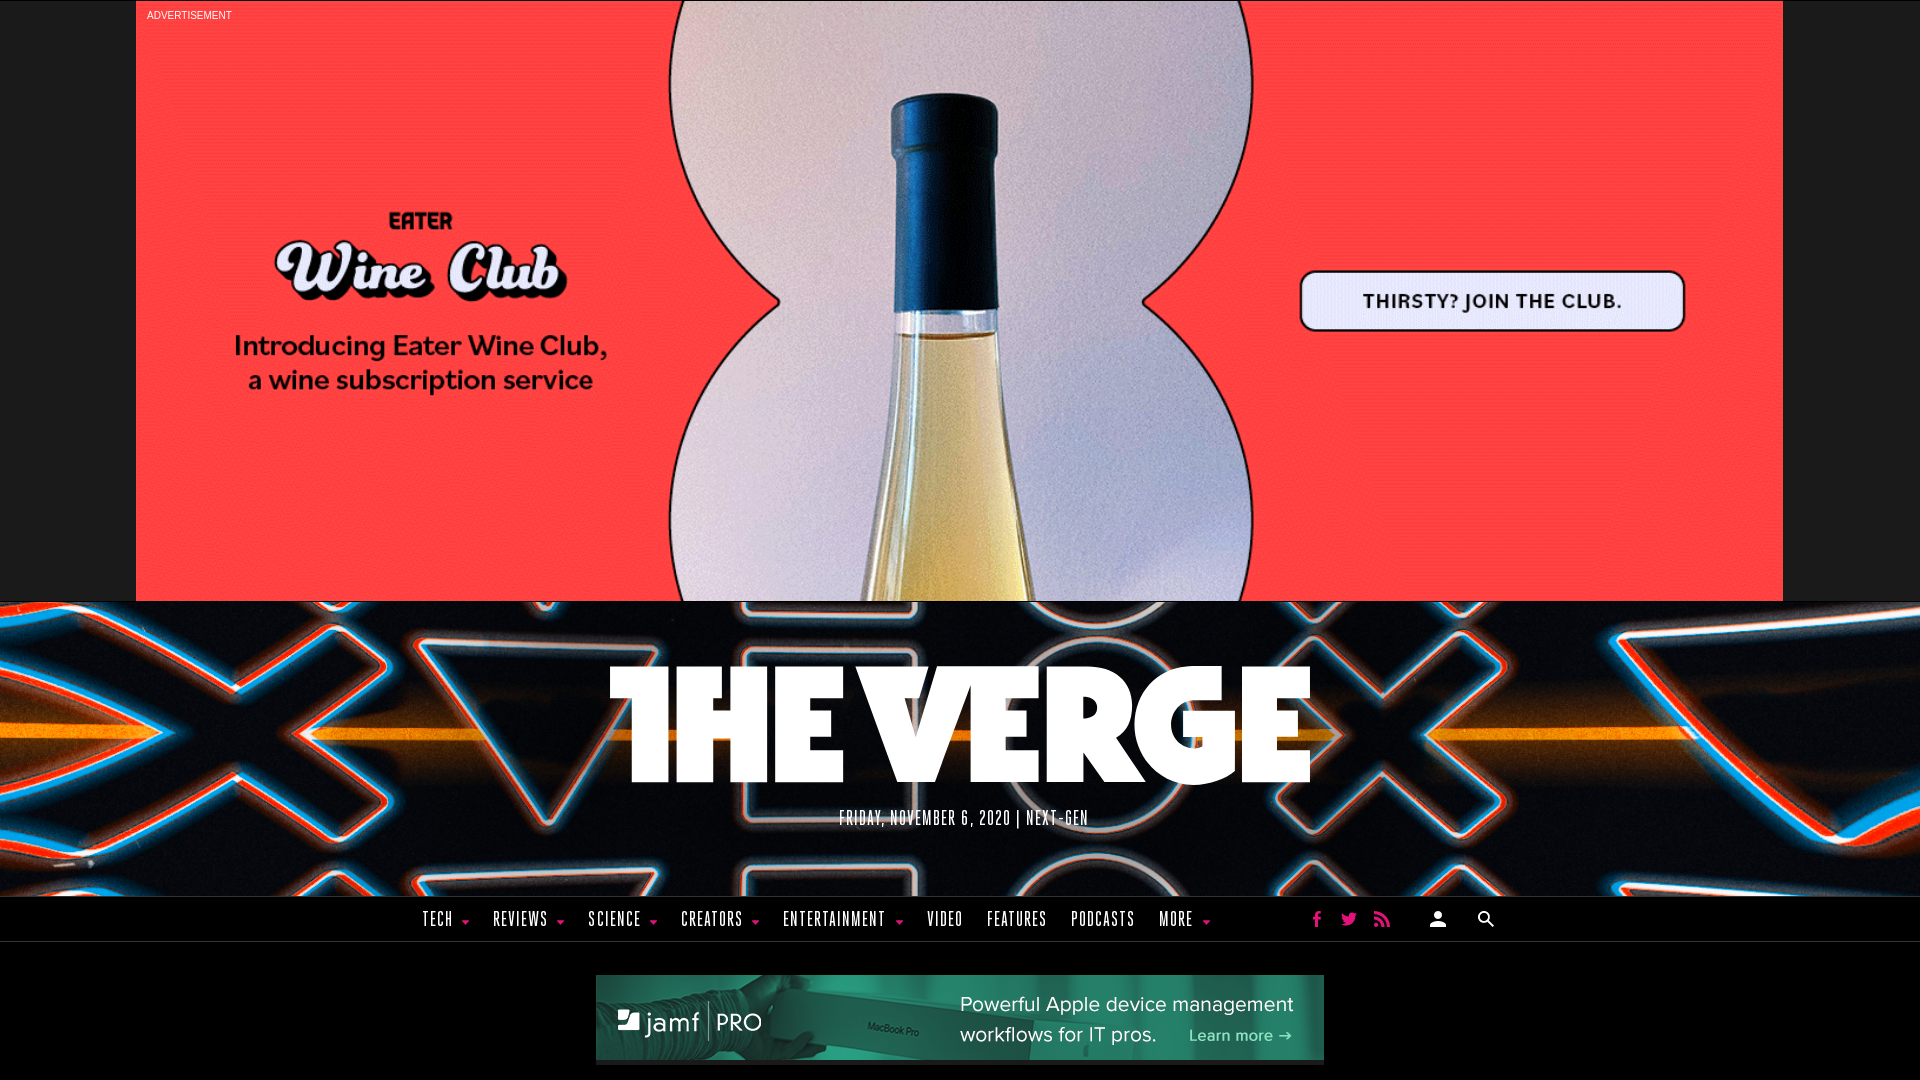 ADVERTISEMENT
EATER
Wine Club
Introducing Eater Wine Club,
a wine subscription service
THIRSTY? JOIN THE CLUB.
THE VERGE
FRIDAY, NOVEMBER 6, 2020 | NEXT-GEN
TECH REVIEWS SCIENCE CREATORS ENTERTAINMENT VIDEO FEATURES PODCASTS MORE
jamf PRO
MacBook Pro
Powerful Apple device management
workflows for IT pros. Learn more →